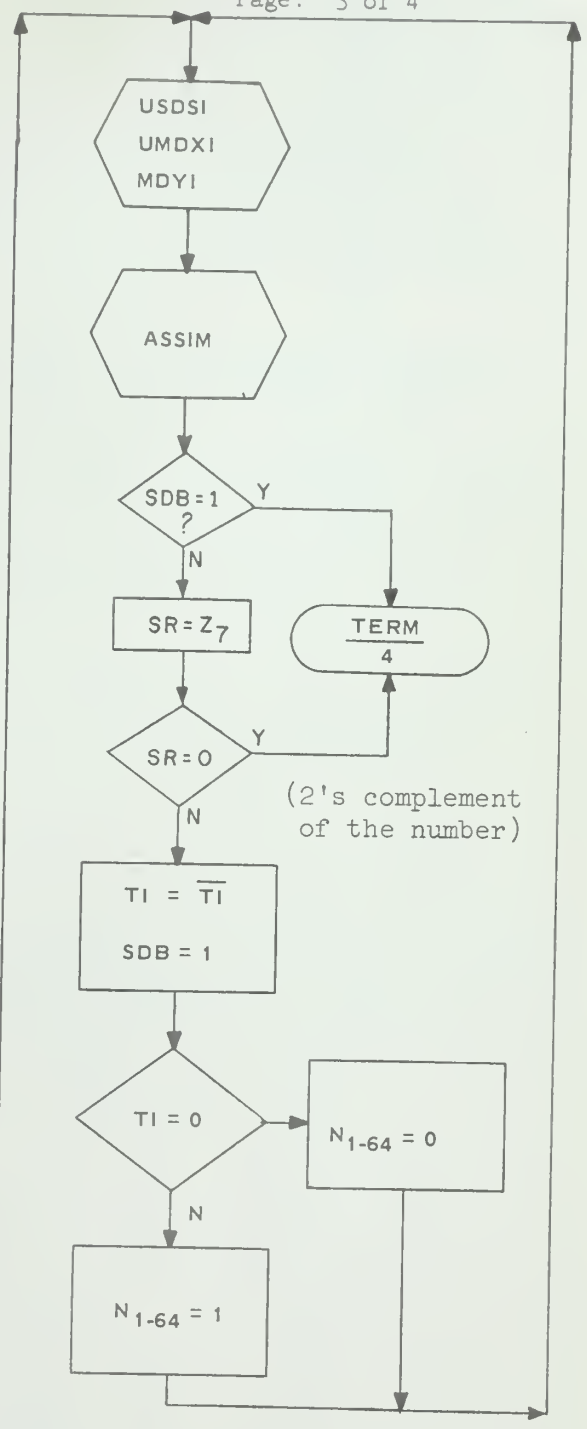 Page: 3 of 4
USDSI
UMDXI
MDYI
ASSIM
SDB = 1
?
Y
N
SR = Z7
TERM
4
SR = 0
Y
(2's complement
of the number)
N
TI = T̅I̅
SDB = 1
TI = 0
N1-64 = 0
N
N1-64 = 1